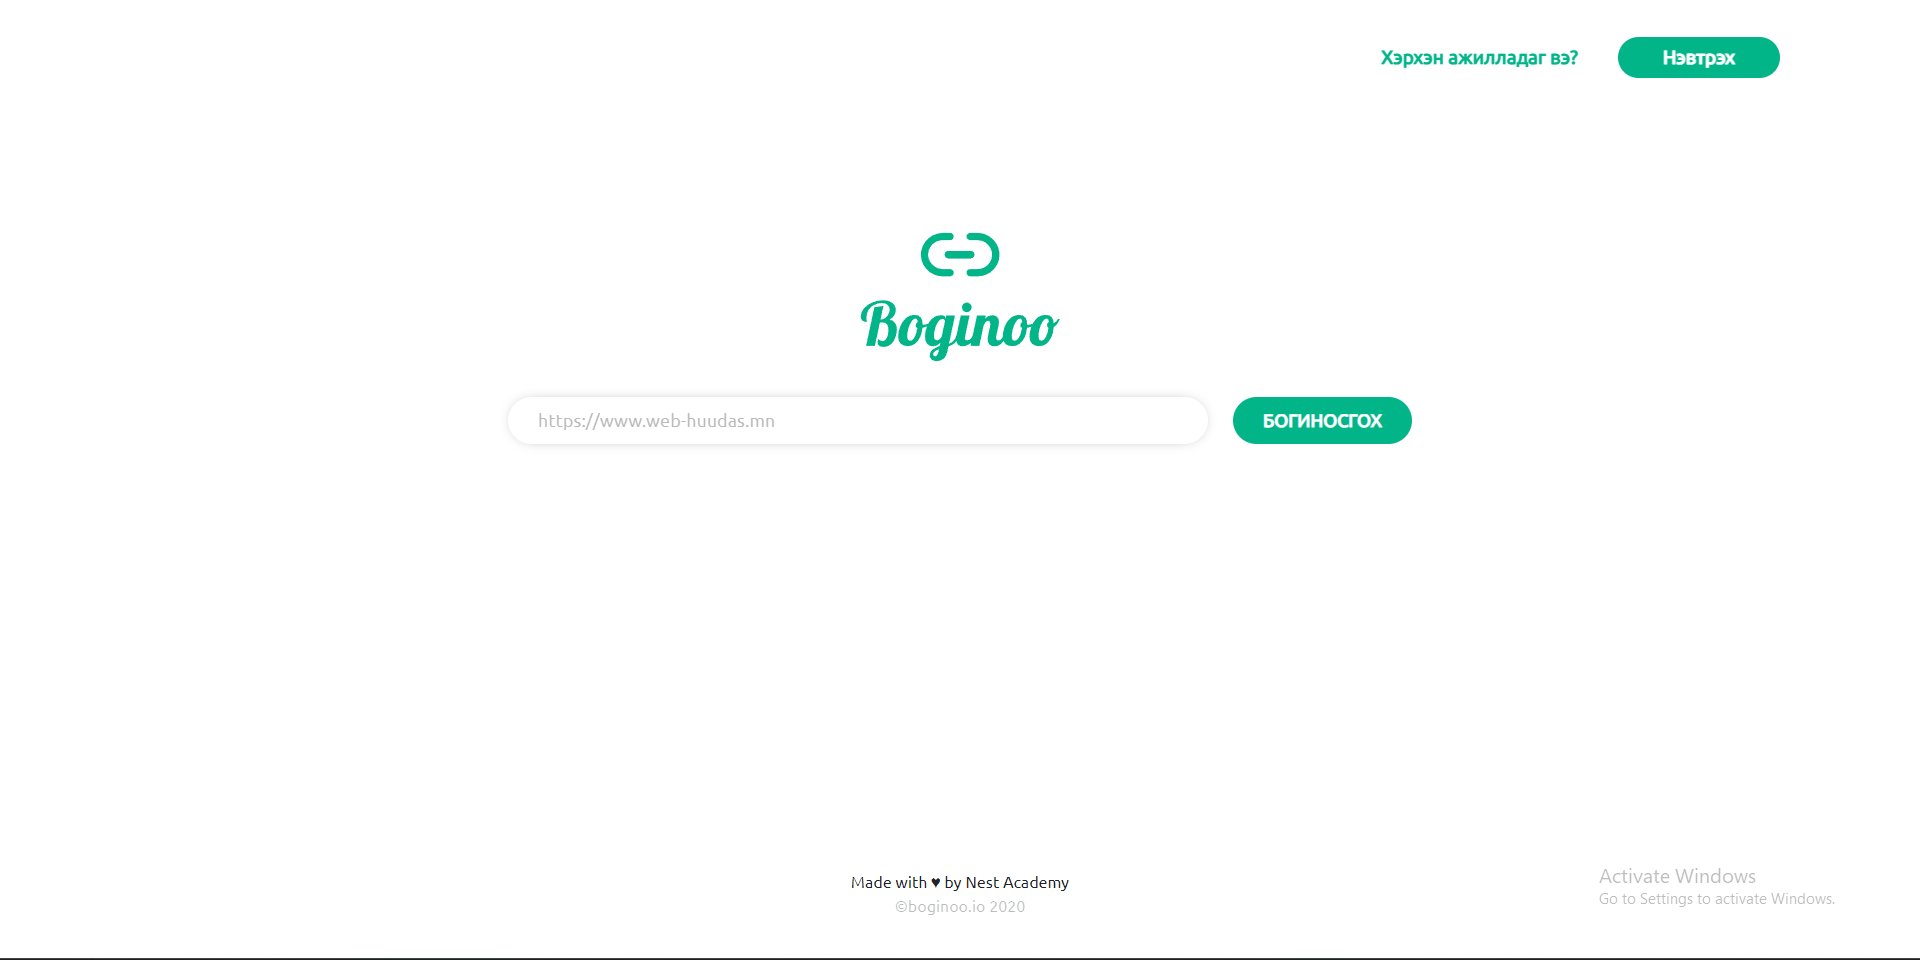 Хэрхэн ажилладаг вэ?
Нэвтрэх
Boginoo
https://www.web-huudas.mn
БОГИНОСГОХ
Made with ♥ by Nest Academy
©boginoo.io 2020
Activate Windows
Go to Settings to activate Windows.